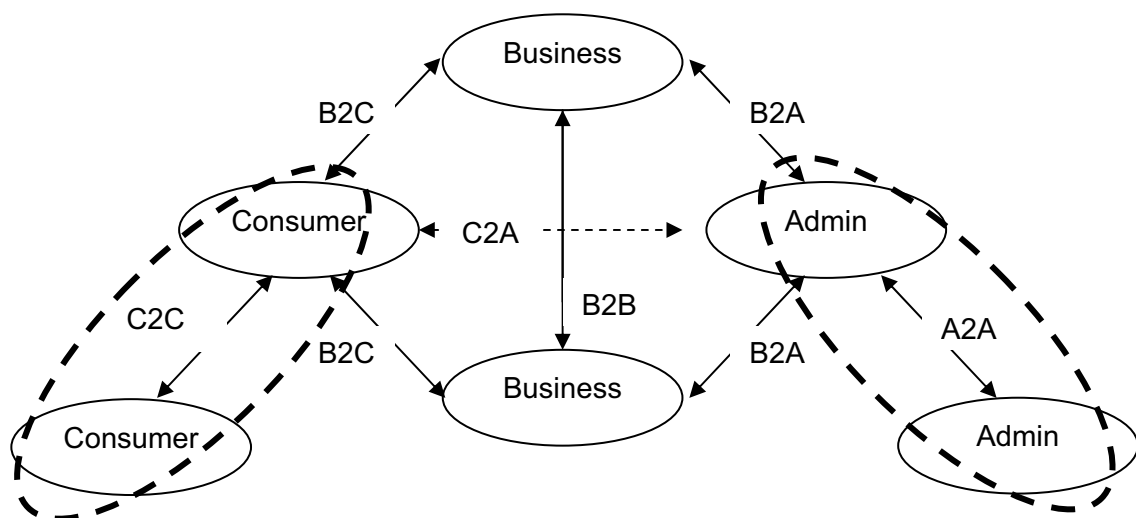 Business
B2C
B2A
Consumer
C2A
Admin
B2B
C2C
A2A
B2C
B2A
Business
Consumer
Admin